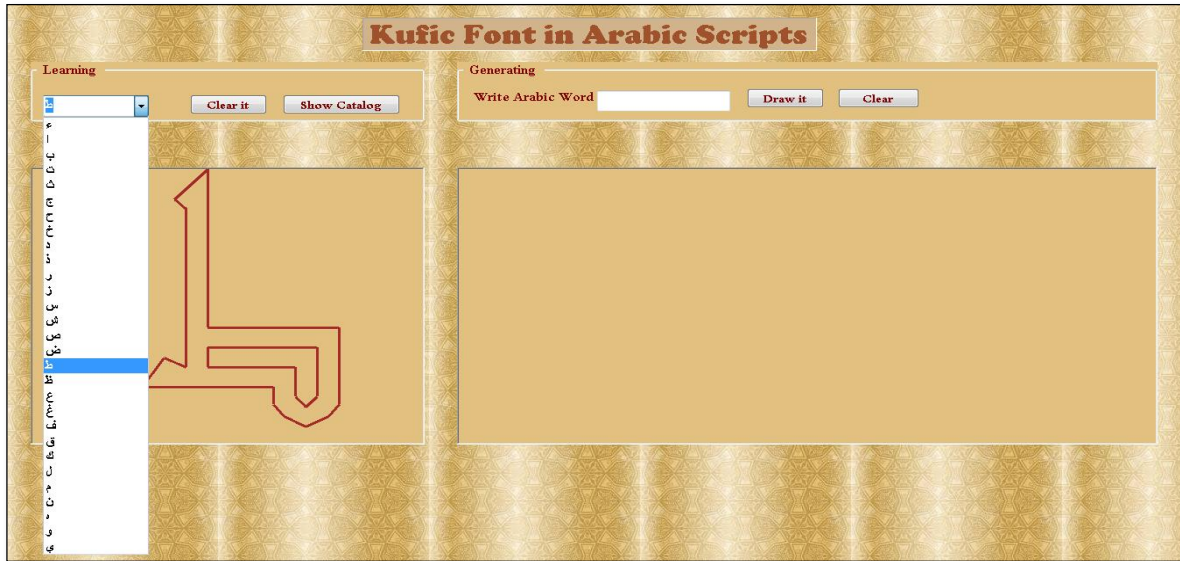 Kufic Font in Arabic Scripts
Learning
Generating
ط
Clear it
Show Catalog
Write Arabic Word
Draw it
Clear
ء
ا
ب
ت
ث
ج
ح
خ
د
ذ
ر
ز
س
ش
ص
ض
ط
ظ
ع
غ
ف
ق
ك
ل
م
ن
ه
و
ي